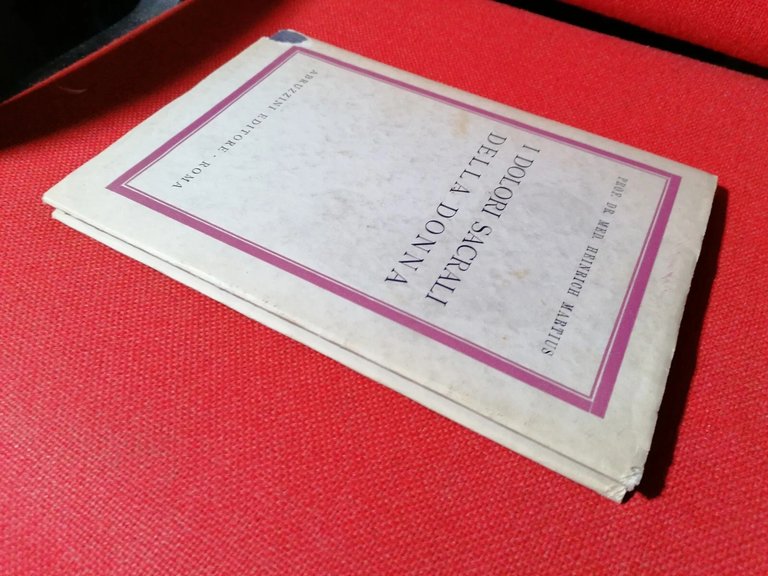 PROF. DR. MED. HEINRICH MARTIUS
I DOLORI SACRALI
DELLA DONNA
ABRUZZINI EDITORE - ROMA